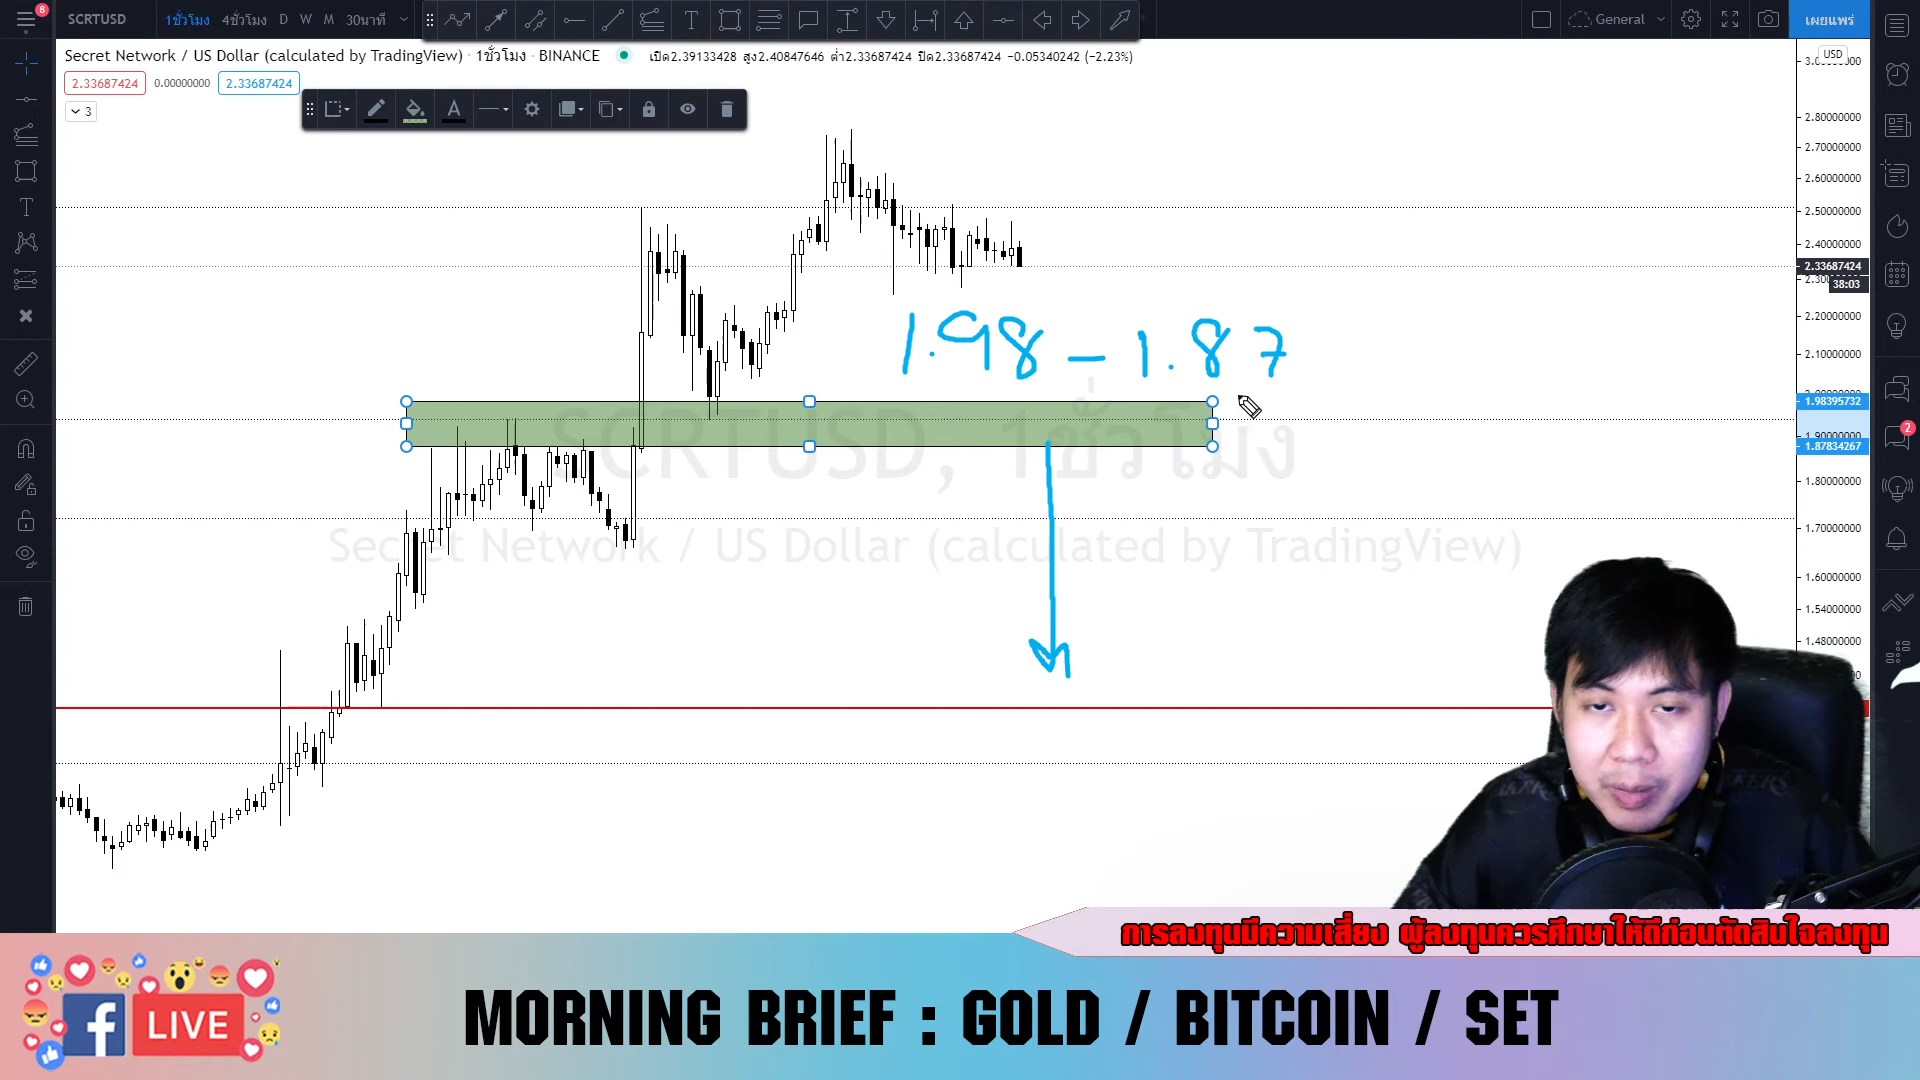 8
SCRTUSD
1ชั่วโมง 4ชั่วโมง D W M 30นาที
General
เผยแพร่
Secret Network / US Dollar (calculated by TradingView) · 1ชั่วโมง · BINANCE
เปิด2.39133428 สูง2.40847646 ต่ำ2.33687424 ปิด2.33687424 −0.05340242 (−2.23%)
2.33687424 0.00000000 2.33687424
3
USD
2.80000000
2.70000000
2.60000000
2.50000000
2.40000000
2.33687424
38:03
2.20000000
2.10000000
1.98 – 1.87
1.98395732
1.87834267
2
1.80000000
1.70000000
1.60000000
1.54000000
1.48000000
SCRTUSD, 1ชั่วโมง
Secret Network / US Dollar (calculated by TradingView)
การลงทุนมีความเสี่ยง ผู้ลงทุนควรศึกษาให้ดีก่อนตัดสินใจลงทุน
f LIVE
MORNING BRIEF : GOLD / BITCOIN / SET